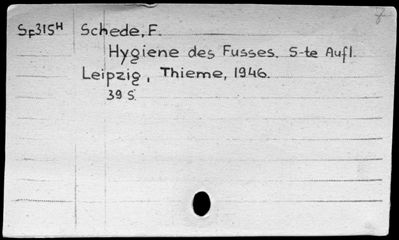 Sp315H Schede, F.
Hygiene des Fusses. 5-te Aufl.
Leipzig, Thieme, 1946.
39 S.